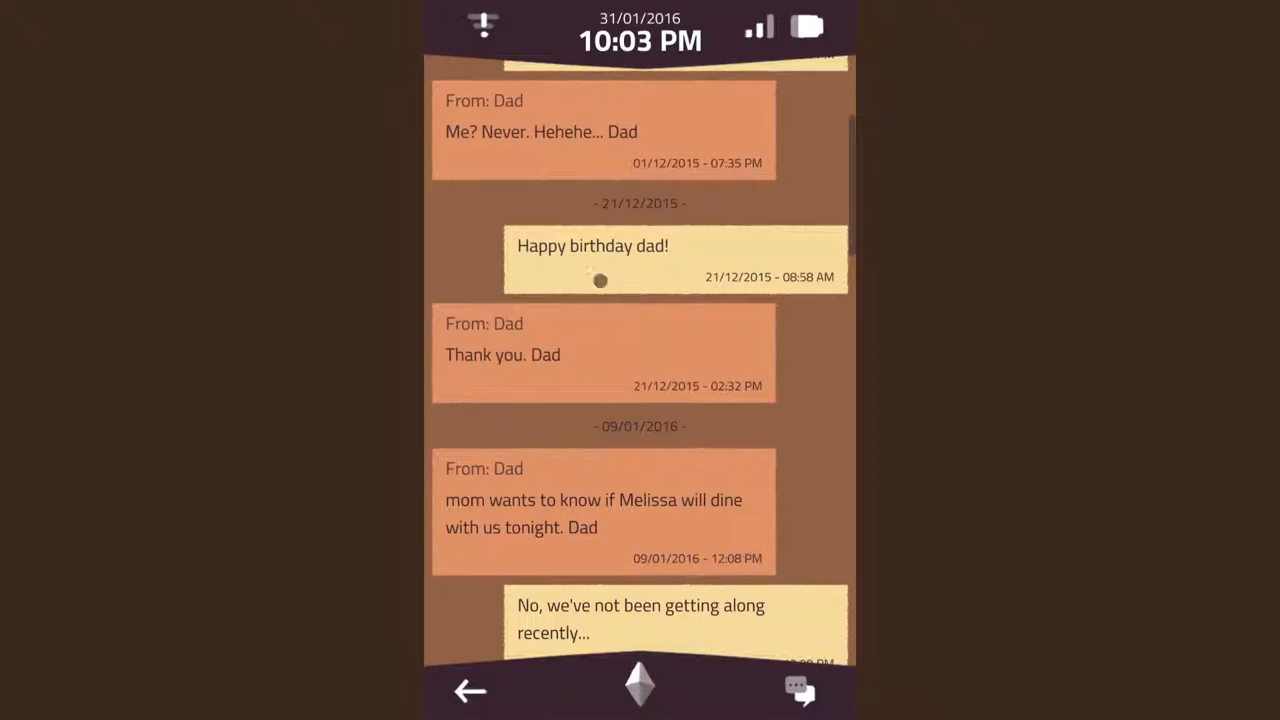 31/01/2016
10:03 PM
From: Dad
Me? Never. Hehehe... Dad
01/12/2015 - 07:35 PM
- 21/12/2015 -
Happy birthday dad!
21/12/2015 - 08:58 AM
From: Dad
Thank you. Dad
21/12/2015 - 02:32 PM
- 09/01/2016 -
From: Dad
mom wants to know if Melissa will dine
with us tonight. Dad
09/01/2016 - 12:08 PM
No, we've not been getting along
recently...